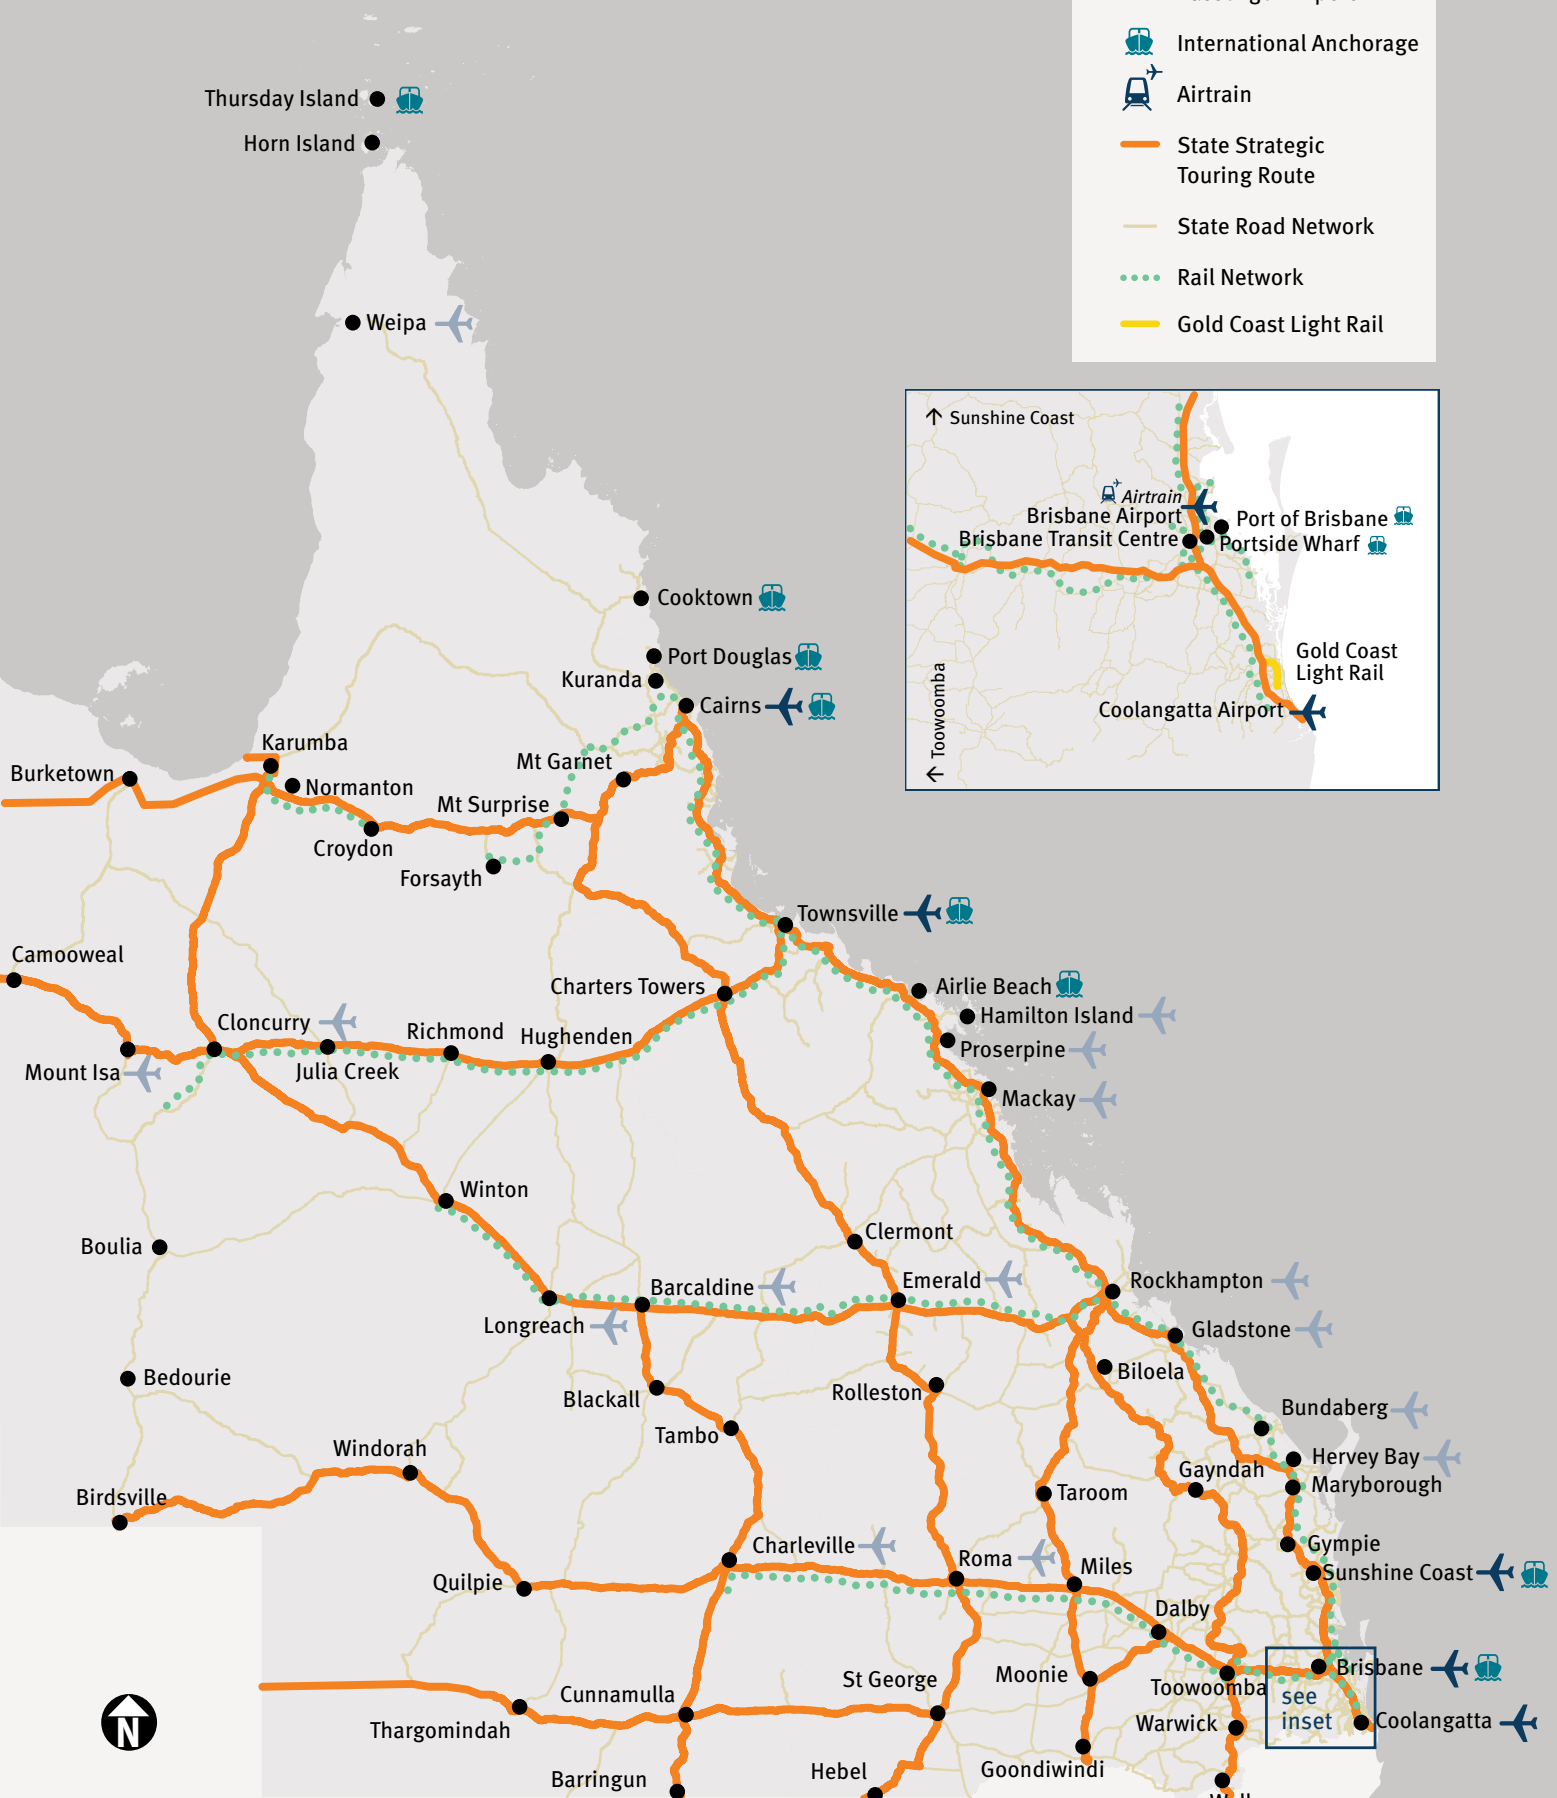 International Anchorage
Airtrain
State Strategic
Touring Route
State Road Network
Rail Network
Gold Coast Light Rail
Thursday Island
Horn Island
Weipa
Sunshine Coast
Airtrain
Brisbane Airport
Port of Brisbane
Brisbane Transit Centre
Portside Wharf
Gold Coast
Light Rail
Toowoomba
Coolangatta Airport
Cooktown
Port Douglas
Kuranda
Cairns
Karumba
Burketown
Normanton
Mt Garnet
Mt Surprise
Croydon
Forsayth
Townsville
Camooweal
Charters Towers
Airlie Beach
Hamilton Island
Cloncurry
Richmond
Hughenden
Proserpine
Mount Isa
Julia Creek
Mackay
Winton
Boulia
Clermont
Barcaldine
Emerald
Rockhampton
Longreach
Gladstone
Bedourie
Blackall
Rolleston
Biloela
Bundaberg
Tambo
Windorah
Gayndah
Hervey Bay
Maryborough
Birdsville
Taroom
Charleville
Roma
Miles
Gympie
Sunshine Coast
Quilpie
Dalby
Brisbane
St George
Moonie
Toowoomba
see
inset
Cunnamulla
Thargomindah
Warwick
Coolangatta
N
Barringun
Hebel
Goondiwindi